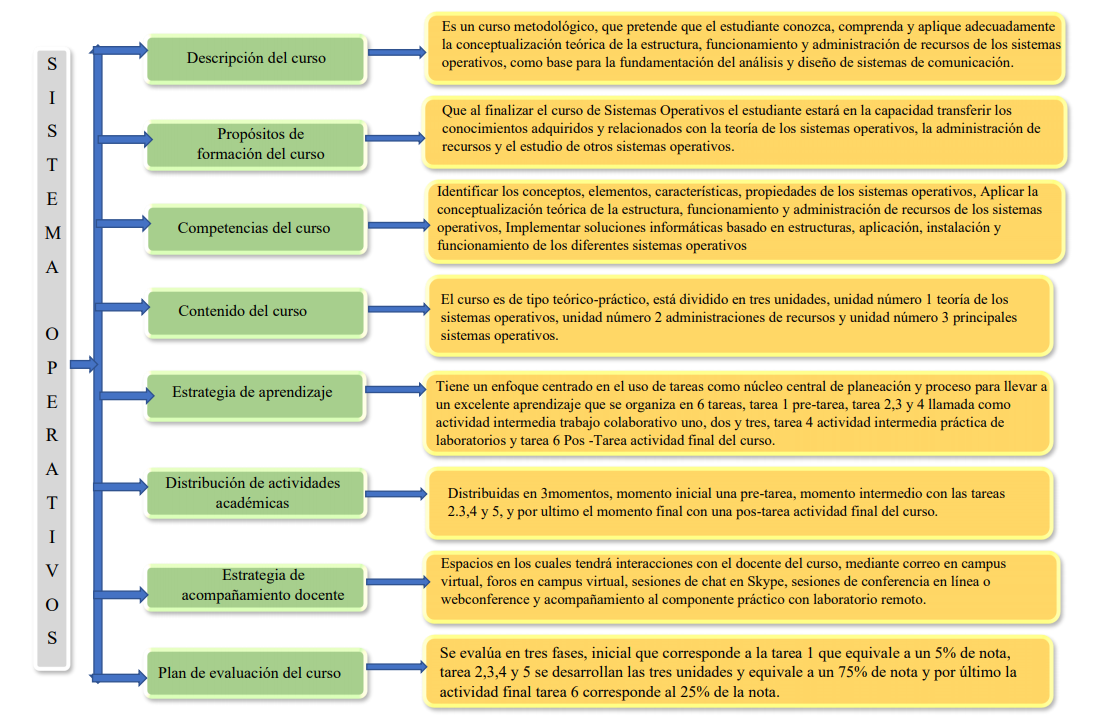 SISTEMA OPERATIVOS
Descripción del curso
Es un curso metodológico, que pretende que el estudiante conozca, comprenda y aplique adecuadamente
la conceptualización teórica de la estructura, funcionamiento y administración de recursos de los sistemas
operativos, como base para la fundamentación del análisis y diseño de sistemas de comunicación.
Propósitos de
formación del curso
Que al finalizar el curso de Sistemas Operativos el estudiante estará en la capacidad transferir los
conocimientos adquiridos y relacionados con la teoría de los sistemas operativos, la administración de
recursos y el estudio de otros sistemas operativos.
Competencias del curso
Identificar los conceptos, elementos, características, propiedades de los sistemas operativos, Aplicar la
conceptualización teórica de la estructura, funcionamiento y administración de recursos de los sistemas
operativos, Implementar soluciones informáticas basado en estructuras, aplicación, instalación y
funcionamiento de los diferentes sistemas operativos
Contenido del curso
El curso es de tipo teórico-práctico, está dividido en tres unidades, unidad número 1 teoría de los
sistemas operativos, unidad número 2 administraciones de recursos y unidad número 3 principales
sistemas operativos.
Estrategia de aprendizaje
Tiene un enfoque centrado en el uso de tareas como núcleo central de planeación y proceso para llevar a
un excelente aprendizaje que se organiza en 6 tareas, tarea 1 pre-tarea, tarea 2,3 y 4 llamada como
actividad intermedia trabajo colaborativo uno, dos y tres, tarea 4 actividad intermedia práctica de
laboratorios y tarea 6 Pos -Tarea actividad final del curso.
Distribución de actividades
académicas
Distribuidas en 3momentos, momento inicial una pre-tarea, momento intermedio con las tareas
2.3,4 y 5, y por ultimo el momento final con una pos-tarea actividad final del curso.
Estrategia de
acompañamiento docente
Espacios en los cuales tendrá interacciones con el docente del curso, mediante correo en campus
virtual, foros en campus virtual, sesiones de chat en Skype, sesiones de conferencia en línea o
webconference y acompañamiento al componente práctico con laboratorio remoto.
Plan de evaluación del curso
Se evalúa en tres fases, inicial que corresponde a la tarea 1 que equivale a un 5% de nota,
tarea 2,3,4 y 5 se desarrollan las tres unidades y equivale a un 75% de nota y por último la
actividad final tarea 6 corresponde al 25% de la nota.